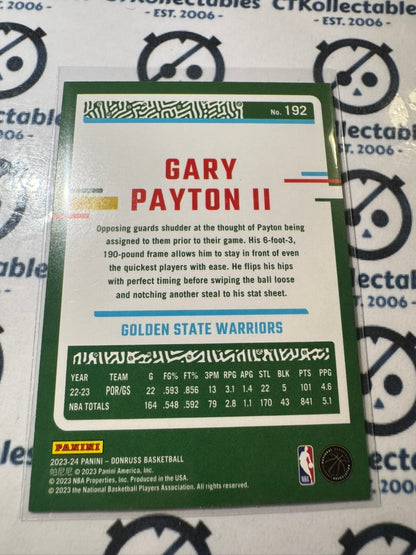 CTKollectables
- EST. 2006 -
No. 192
GARY
PAYTON II
Opposing guards shudder at the thought of Payton being
assigned to them prior to their game. His 6-foot-3,
190-pound frame allows him to stay in front of even
the quickest players with ease. He flips his hips
with perfect timing before swiping the ball loose
and notching another steal to his stat sheet.
GOLDEN STATE WARRIORS
YEAR TEAM G FG% FT% 3PM RPG APG STL BLK PTS PPG
22-23 POR/GS 22 .593 .856 13 3.1 1.4 22 5 101 4.6
NBA TOTALS 164 .548 .592 79 2.8 1.1 170 43 841 5.1
PANINI
2023-24 PANINI – DONRUSS BASKETBALL
帕尼尼 © 2023 Panini America, Inc.
© 2023 NBA Properties, Inc. Produced in the USA.
© 2023 the National Basketball Players Association. All rights reserved.
NBA